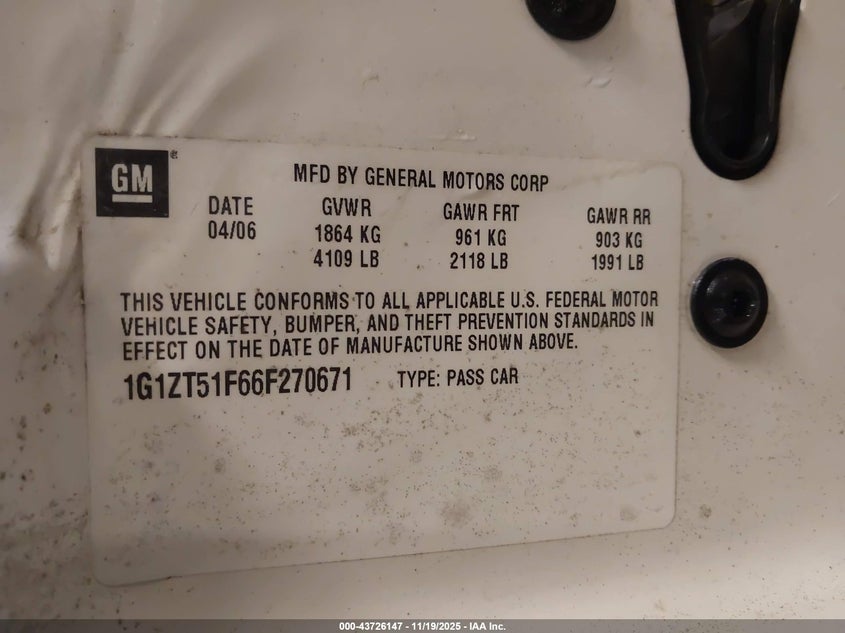 GM®
MFD BY GENERAL MOTORS CORP
DATE GVWR GAWR FRT GAWR RR
04/06 1864 KG 961 KG 903 KG
4109 LB 2118 LB 1991 LB
THIS VEHICLE CONFORMS TO ALL APPLICABLE U.S. FEDERAL MOTOR
VEHICLE SAFETY, BUMPER, AND THEFT PREVENTION STANDARDS IN
EFFECT ON THE DATE OF MANUFACTURE SHOWN ABOVE.
1G1ZT51F66F270671 TYPE: PASS CAR
000-43726147 - 11/19/2025 - IAA Inc.